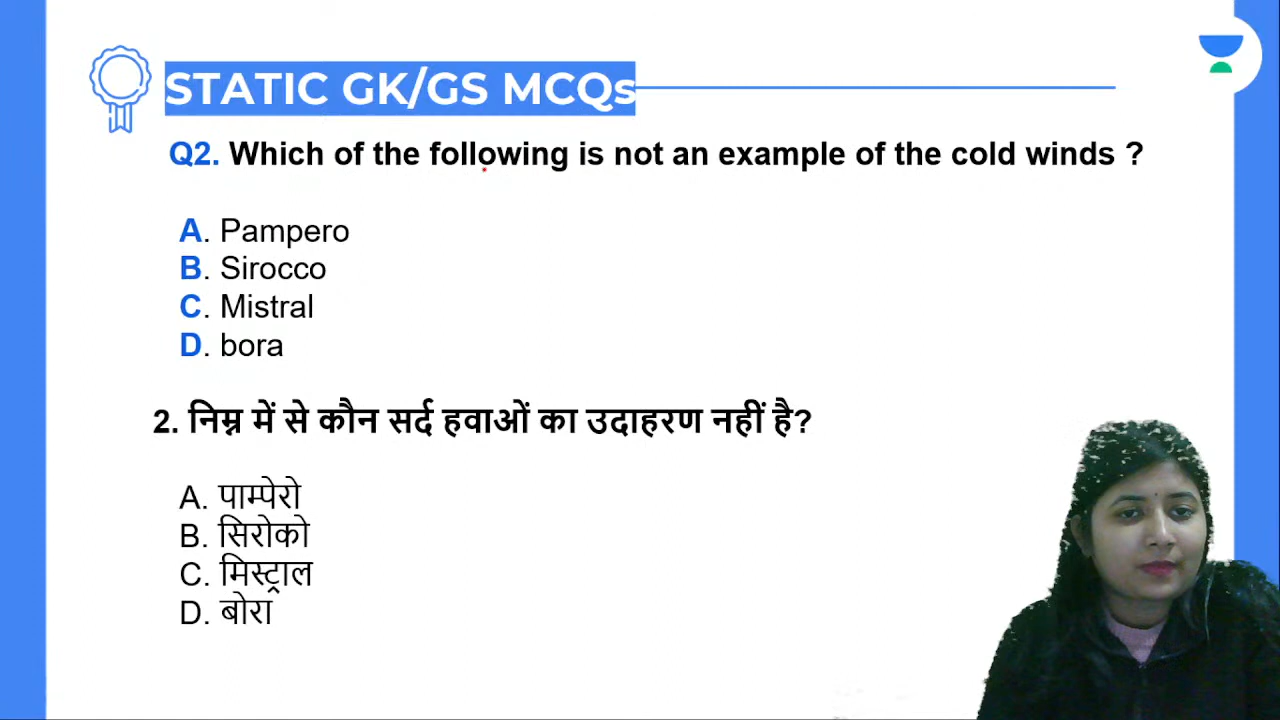 STATIC GK/GS MCQs
Q2. Which of the following is not an example of the cold winds ?
A. Pampero
B. Sirocco
C. Mistral
D. bora
2. निम्न में से कौन सर्द हवाओं का उदाहरण नहीं है?
A. पाम्पेरो
B. सिरोको
C. मिस्ट्राल
D. बोरा